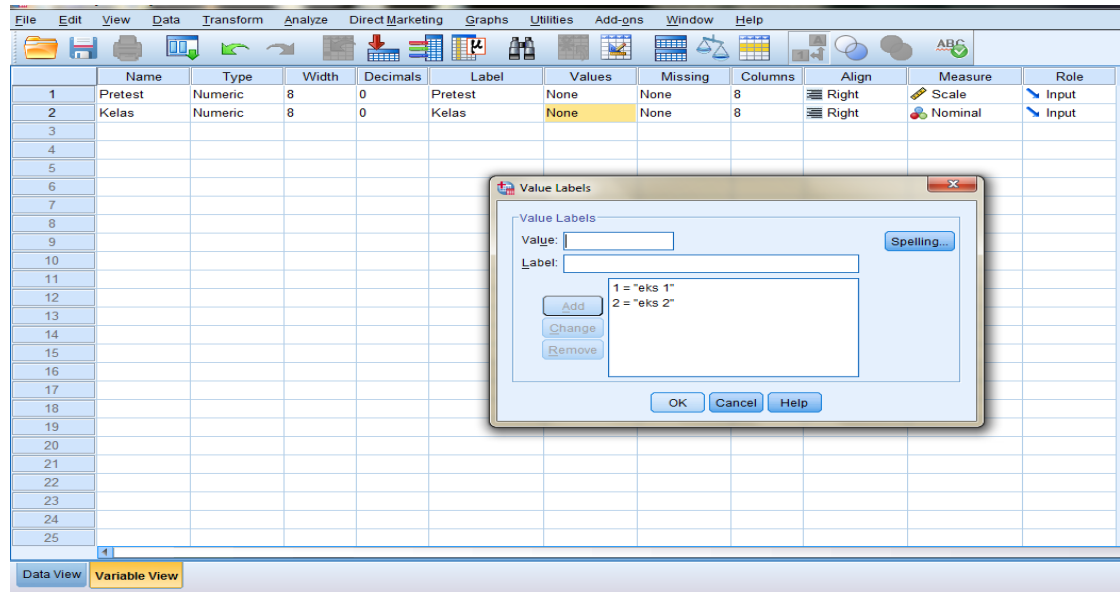 File Edit View Data Transform Analyze Direct Marketing Graphs Utilities Add-ons Window Help
Name Type Width Decimals Label Values Missing Columns Align Measure Role
1 Pretest Numeric 8 0 Pretest None None 8 Right Scale Input
2 Kelas Numeric 8 0 Kelas None None 8 Right Nominal Input
3
4
5
6
7
8
9
10
11
12
13
14
15
16
17
18
19
20
21
22
23
24
25
Value Labels
Value Labels
Value:
Spelling...
Label:
1 = "eks 1"
2 = "eks 2"
Add
Change
Remove
OK Cancel Help
Data View Variable View